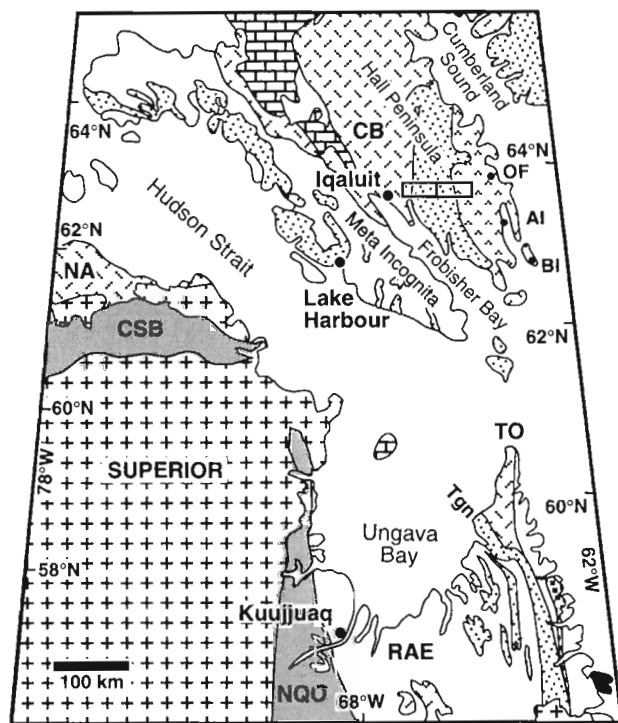 Cumberland
Sound
Hall Peninsula
64°N
CB
64°N
OF
Iqaluit
AI
Hudson Strait
Meta Incognita
Frobisher Bay
62°N
NA
BI
Lake
Harbour
62°N
CSB
60°N
TO
78°W
SUPERIOR
Tgn
60°N
Ungava
Bay
58°N
62°W
Kuujjuaq
RAE
100 km
NQO
68°W